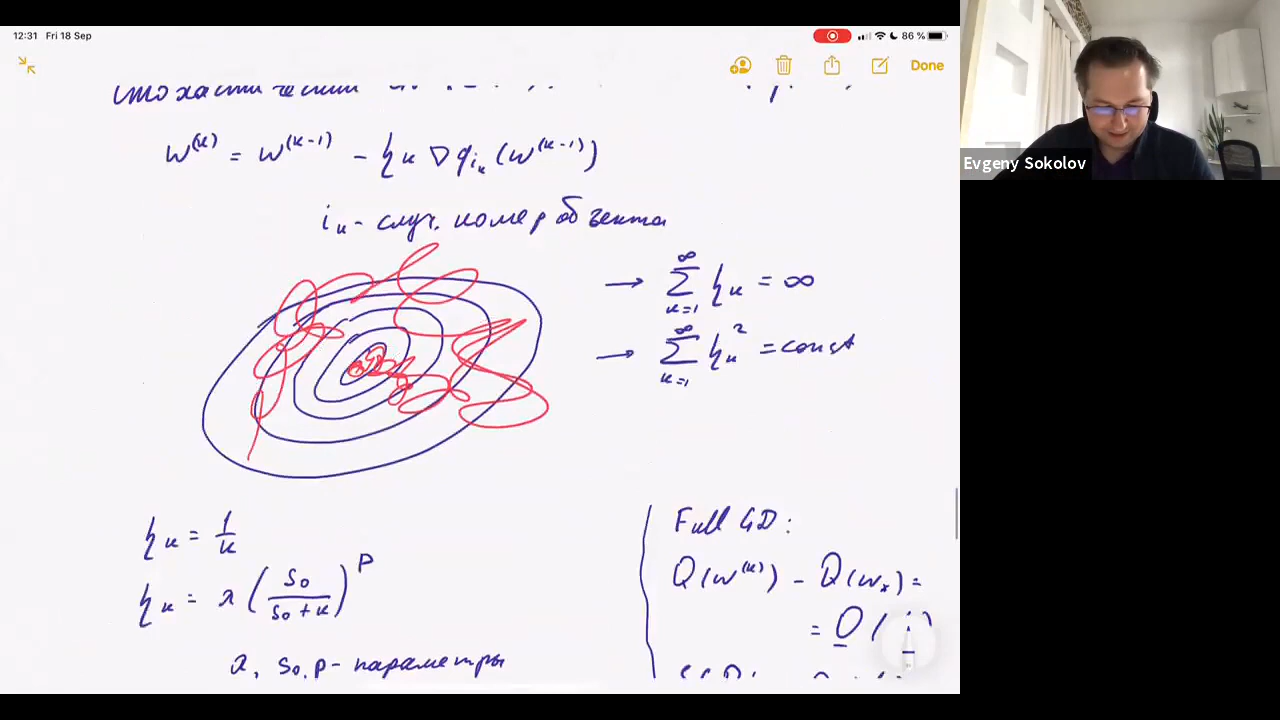 12:31 Fri 18 Sep
86 %
Done
Evgeny Sokolov
стохастический
w^(k) = w^(k-1) - η_k ∇q_{i_k}(w^(k-1))
i_k - случ. номер объекта
→ ∑_{k=1}^∞ η_k = ∞
→ ∑_{k=1}^∞ η_k^2 = const
η_k = 1/k
η_k = λ (s_0 / (s_0 + k))^p
λ, s_0, p - параметры
Full GD:
Q(w^(k)) - Q(w_*) =
= O(